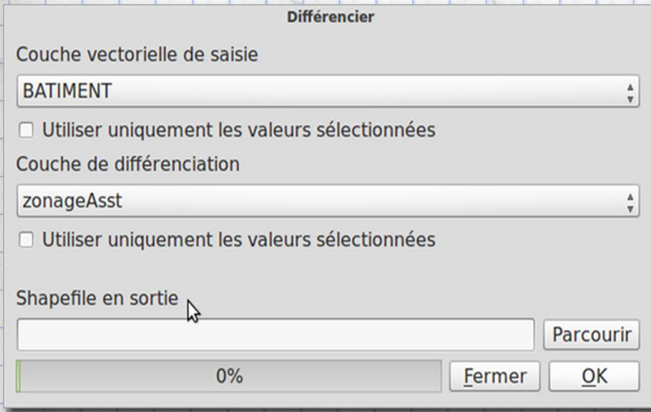 Différencier
Couche vectorielle de saisie
BATIMENT
Utiliser uniquement les valeurs sélectionnées
Couche de différenciation
zonageAsst
Utiliser uniquement les valeurs sélectionnées
Shapefile en sortie
Parcourir
0% Fermer OK